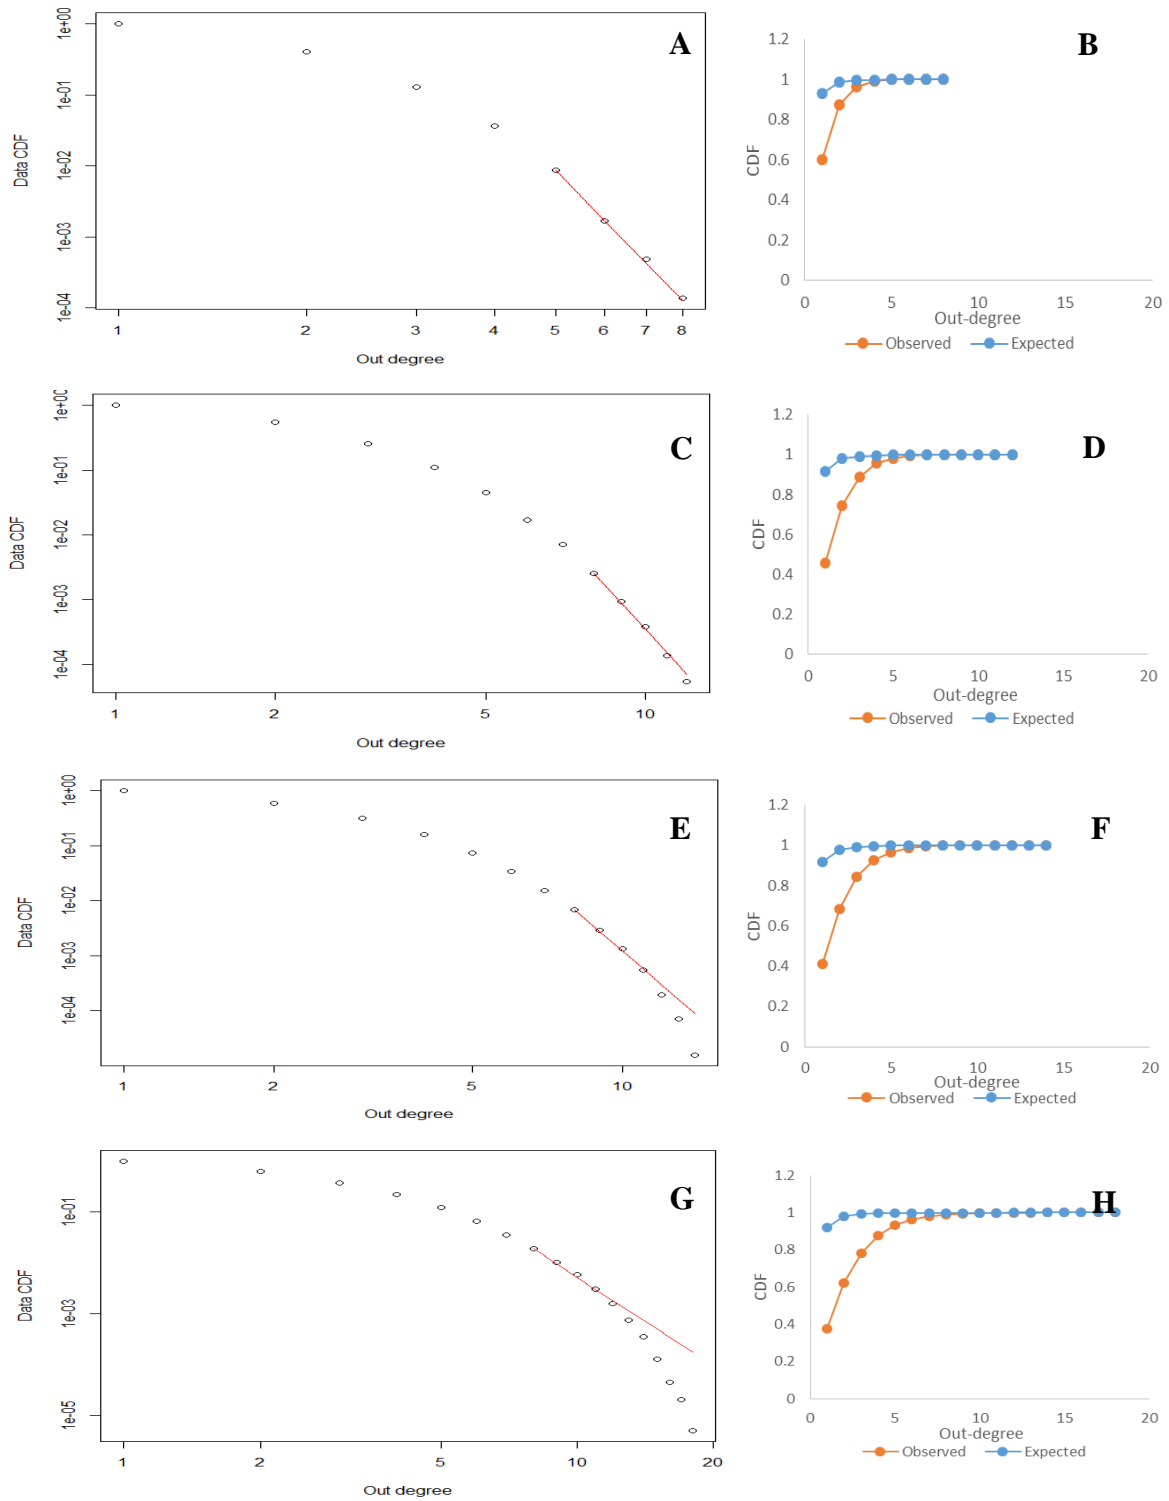 A
Data CDF
1e+00
1e-01
1e-02
1e-03
1e-04
1 2 3 4 5 6 7 8
Out degree
B
CDF
1.2
1
0.8
0.6
0.4
0.2
0
0 5 10 15 20
Out-degree
Observed Expected
C
Data CDF
1e+00
1e-01
1e-02
1e-03
1e-04
1 2 5 10
Out degree
D
CDF
1.2
1
0.8
0.6
0.4
0.2
0
0 5 10 15 20
Out-degree
Observed Expected
E
Data CDF
1e+00
1e-01
1e-02
1e-03
1e-04
1 2 5 10
Out degree
F
CDF
1.2
1
0.8
0.6
0.4
0.2
0
0 5 10 15 20
Out-degree
Observed Expected
G
Data CDF
1e-01
1e-03
1e-05
1 2 5 10 20
Out degree
H
CDF
1.2
1
0.8
0.6
0.4
0.2
0
0 5 10 15 20
Out-degree
Observed Expected